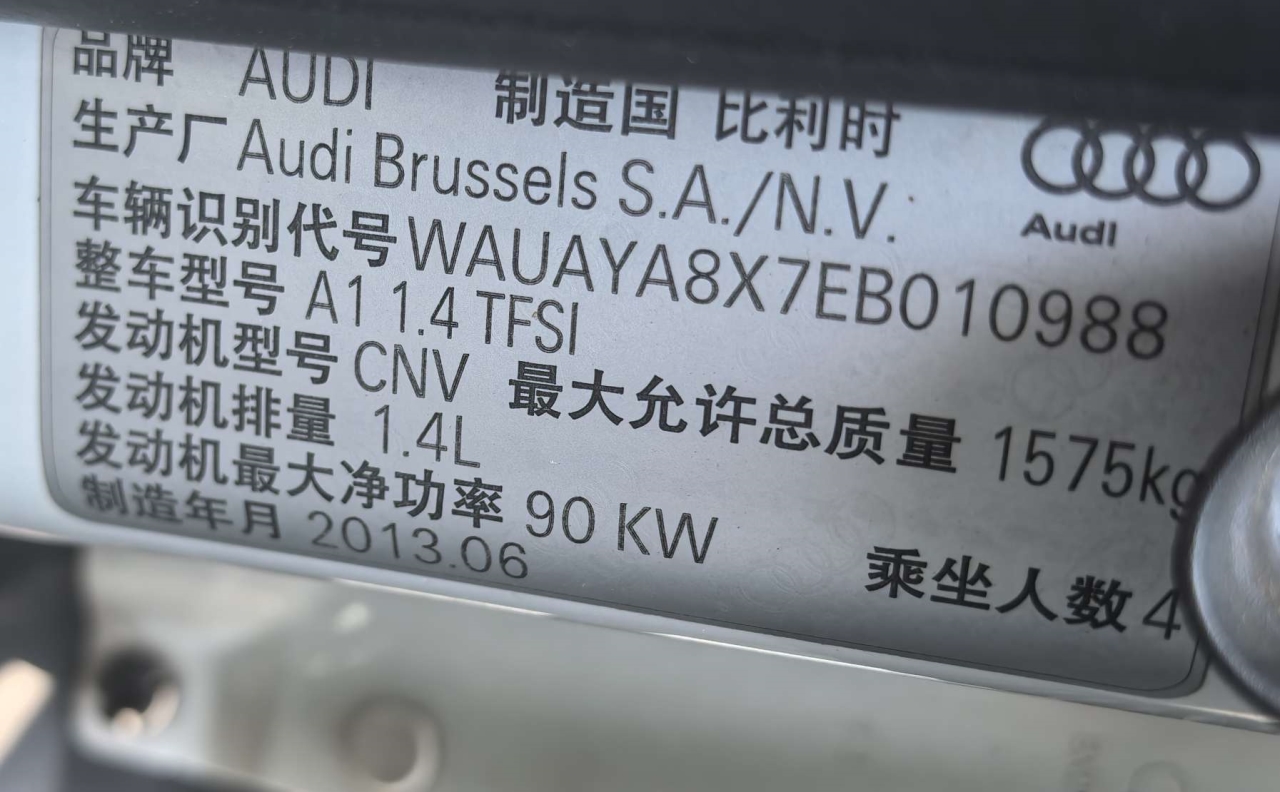 品牌 AUDI 制造国 比利时
生产厂 Audi Brussels S.A./N.V.
Audi
车辆识别代号 WAUAYA8X7EB010988
整车型号 A1 1.4 TFSI
发动机型号 CNV 最大允许总质量 1575kg
发动机排量 1.4L
发动机最大净功率 90 KW
制造年月 2013.06 乘坐人数 4